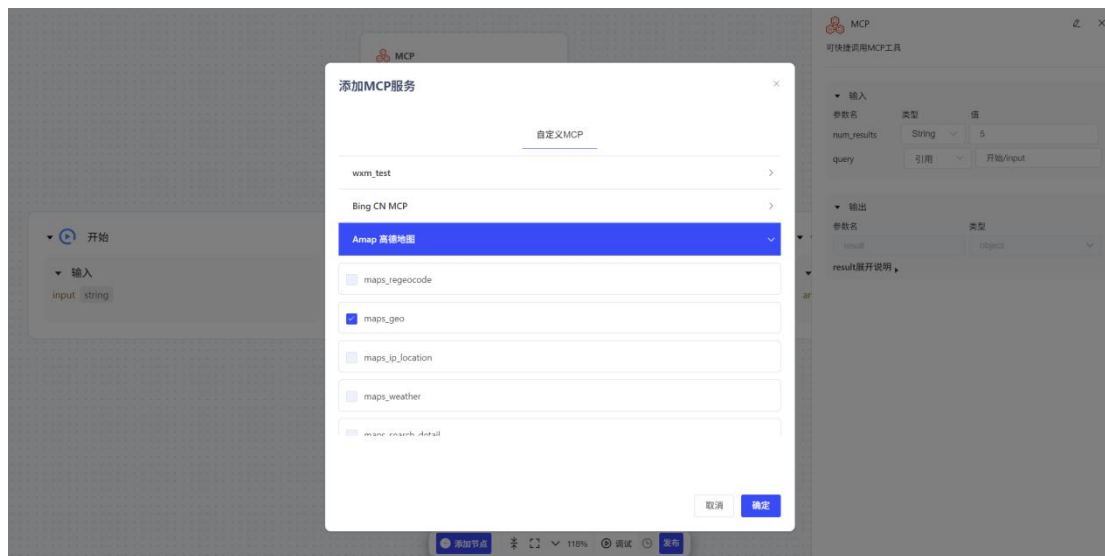 MCP
添加MCP服务
自定义MCP
wxm_test
Bing CN MCP
Amap 高德地图
maps_regeocode
maps_geo
maps_ip_location
maps_weather
maps_search_detail
取消
确定
开始
输入
input string
ar
MCP
可快捷调用MCP工具
输入
参数名 类型 值
num_results String 5
query 引用 开始/input
输出
参数名 类型
result object
result展开说明
添加节点
118%
调试
发布